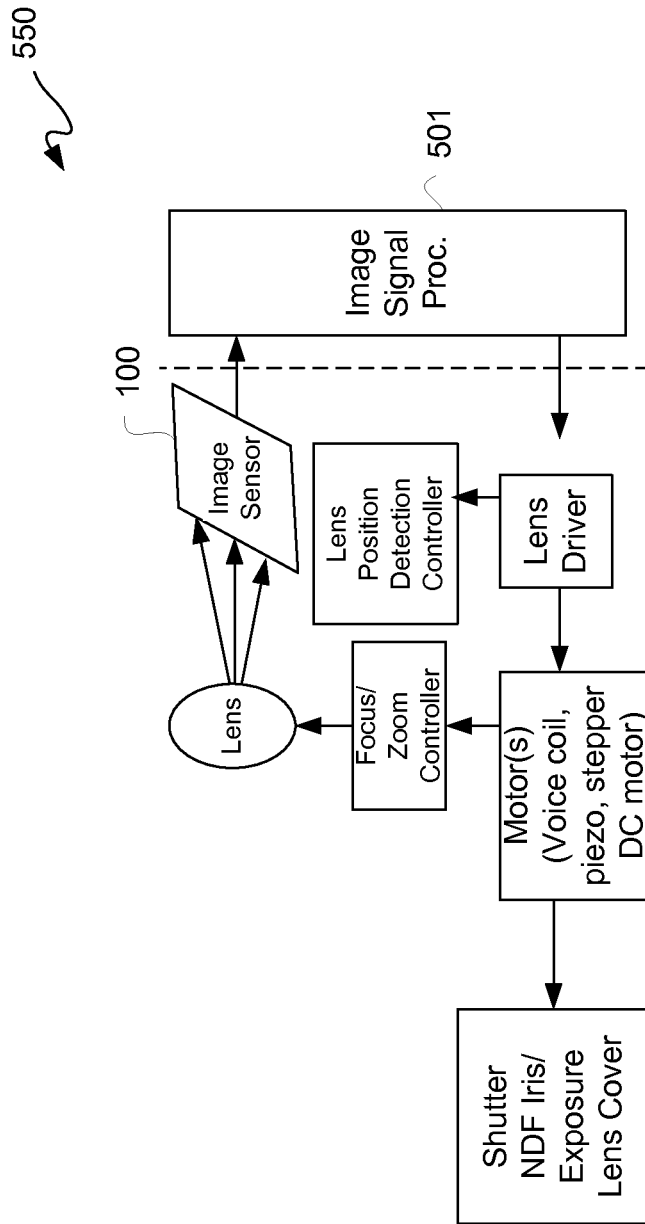 550
100
501
Lens
Image
Sensor
Image
Signal
Proc.
Focus/
Zoom
Controller
Lens
Position
Detection
Controller
Shutter
NDF Iris/
Exposure
Lens Cover
Motor(s)
(Voice coil,
piezo, stepper
DC motor)
Lens
Driver